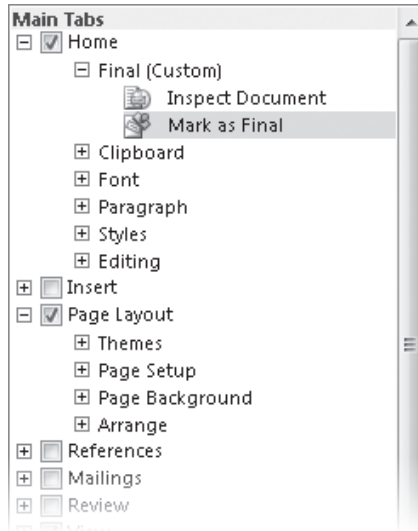 Main Tabs
Home
Final (Custom)
Inspect Document
Mark as Final
Clipboard
Font
Paragraph
Styles
Editing
Insert
Page Layout
Themes
Page Setup
Page Background
Arrange
References
Mailings
Review
View